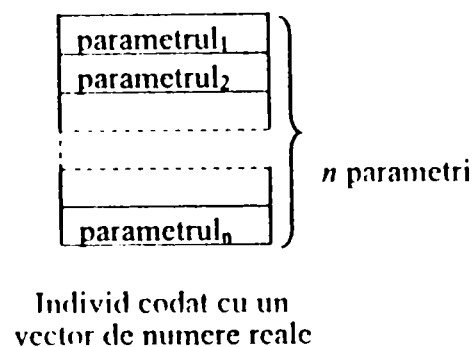 parametrul₁
parametrul₂
n parametri
parametrulₙ
Individ codat cu un
vector de numere reale